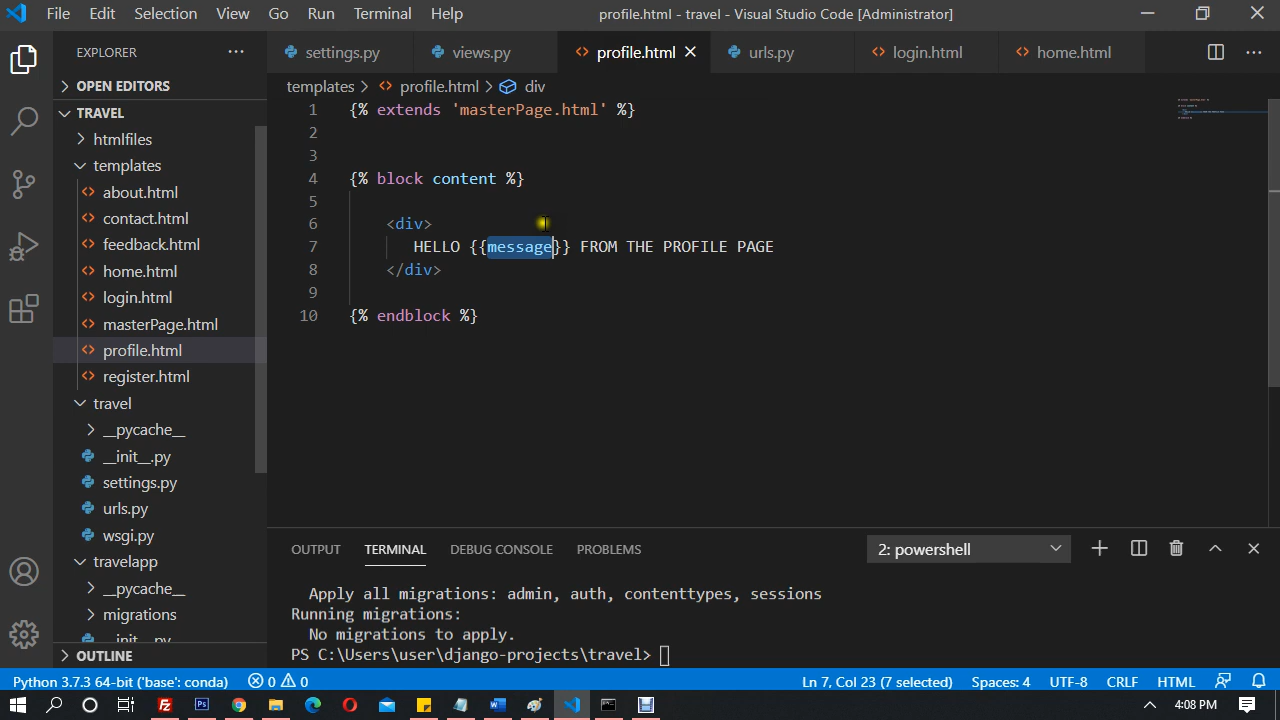 File Edit Selection View Go Run Terminal Help profile.html - travel - Visual Studio Code [Administrator]
EXPLORER
settings.py views.py profile.html urls.py login.html home.html
OPEN EDITORS
templates > profile.html > div
TRAVEL
htmlfiles
templates
about.html
contact.html
feedback.html
home.html
login.html
masterPage.html
profile.html
register.html
travel
__pycache__
__init__.py
settings.py
urls.py
wsgi.py
travelapp
__pycache__
migrations
__init__.py
OUTLINE
1 {% extends 'masterPage.html' %}
2
3
4 {% block content %}
5
6 <div>
7 HELLO {{message}} FROM THE PROFILE PAGE
8 </div>
9
10 {% endblock %}
OUTPUT TERMINAL DEBUG CONSOLE PROBLEMS 2: powershell
Apply all migrations: admin, auth, contenttypes, sessions
Running migrations:
No migrations to apply.
PS C:\Users\user\django-projects\travel>
Python 3.7.3 64-bit ('base': conda) 0 0 Ln 7, Col 23 (7 selected) Spaces: 4 UTF-8 CRLF HTML
4:08 PM